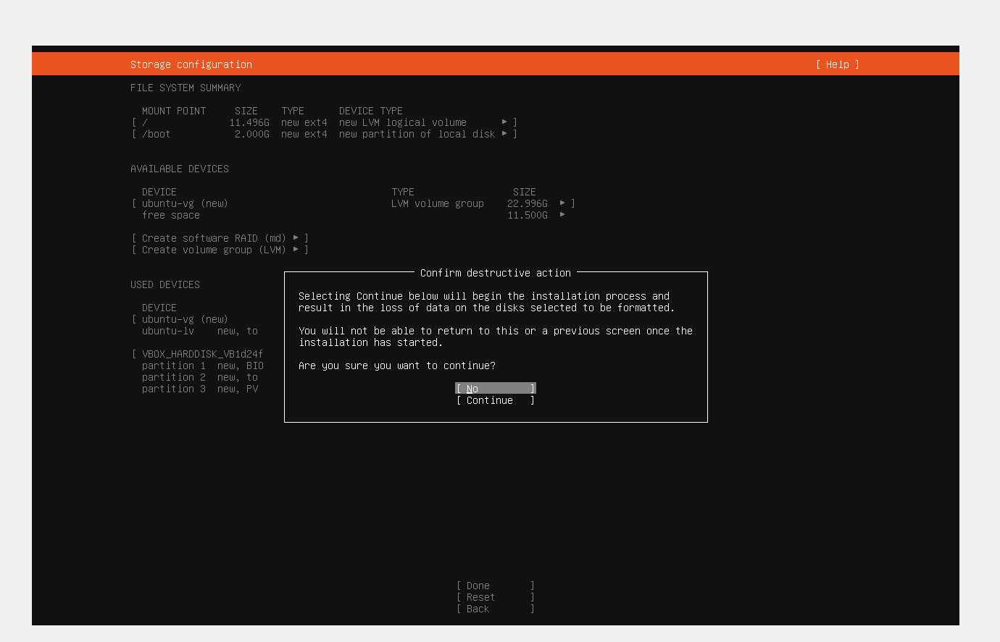 Storage configuration [ Help ]
FILE SYSTEM SUMMARY
MOUNT POINT SIZE TYPE DEVICE TYPE
[ / 11.496G new ext4 new LVM logical volume ▸ ]
[ /boot 2.000G new ext4 new partition of local disk ▸ ]
AVAILABLE DEVICES
DEVICE TYPE SIZE
[ ubuntu-vg (new) LVM volume group 22.996G ▸ ]
free space 11.500G ▸
[ Create software RAID (md) ▸ ]
[ Create volume group (LVM) ▸ ]
USED DEVICES
DEVICE
[ ubuntu-vg (new)
ubuntu-lv new, to
[ VBOX_HARDDISK_VB1d24f
partition 1 new, BIO
partition 2 new, to
partition 3 new, PV
Confirm destructive action
Selecting Continue below will begin the installation process and
result in the loss of data on the disks selected to be formatted.
You will not be able to return to this or a previous screen once the
installation has started.
Are you sure you want to continue?
[ No ]
[ Continue ]
[ Done ]
[ Reset ]
[ Back ]